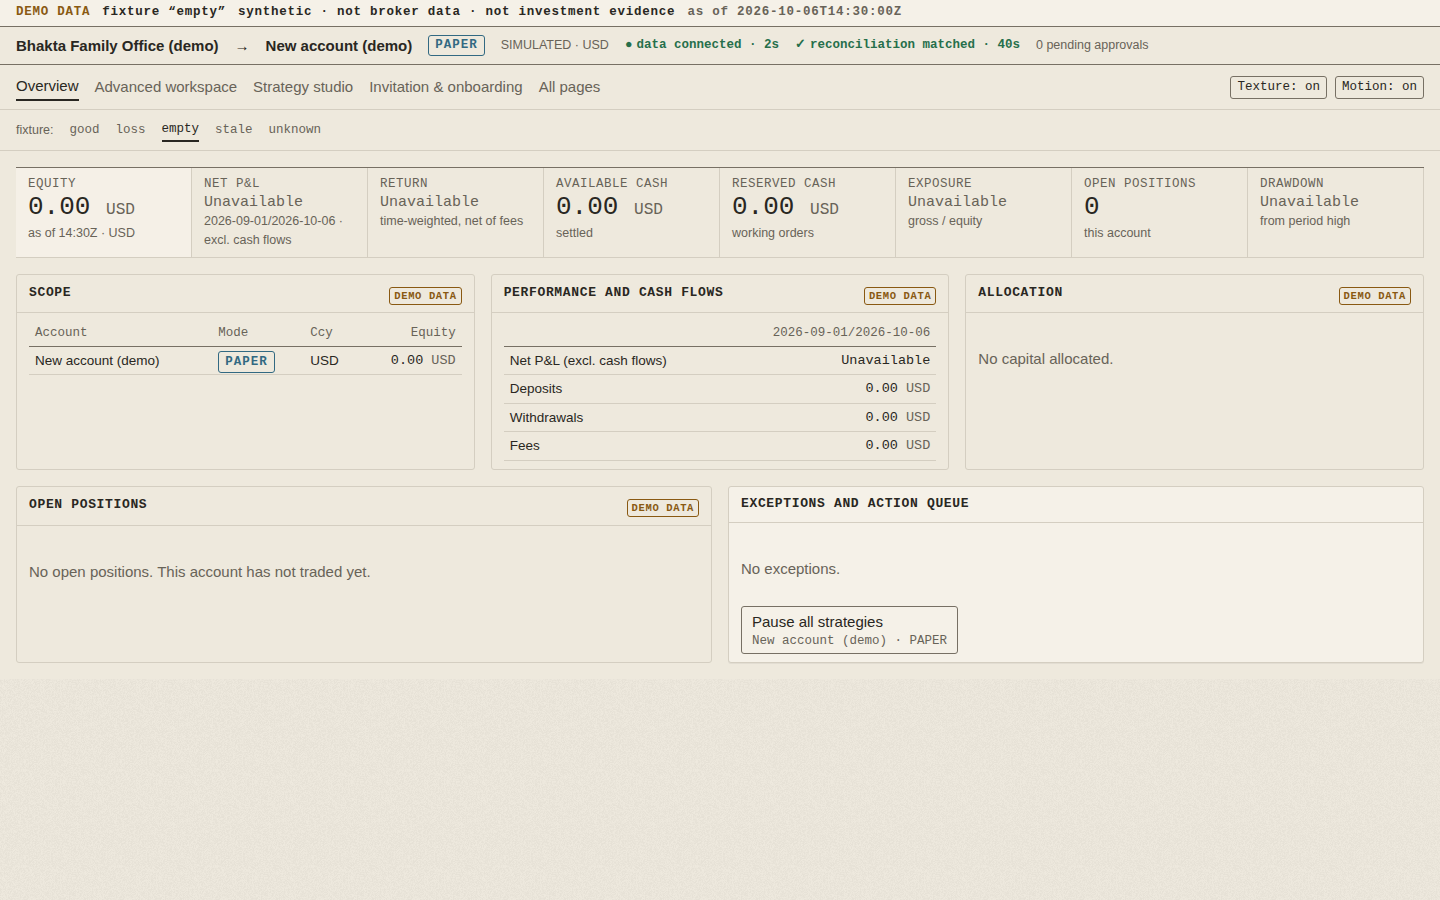 DEMO DATA fixture “empty” synthetic · not broker data · not investment evidence as of 2026-10-06T14:30:00Z
Bhakta Family Office (demo) → New account (demo) PAPER SIMULATED · USD ● data connected · 2s ✓ reconciliation matched · 40s 0 pending approvals
Overview Advanced workspace Strategy studio Invitation & onboarding All pages Texture: on Motion: on
fixture: good loss empty stale unknown
EQUITY
0.00 USD
as of 14:30Z · USD
NET P&L
Unavailable
2026-09-01/2026-10-06 ·
excl. cash flows
RETURN
Unavailable
time-weighted, net of fees
AVAILABLE CASH
0.00 USD
settled
RESERVED CASH
0.00 USD
working orders
EXPOSURE
Unavailable
gross / equity
OPEN POSITIONS
0
this account
DRAWDOWN
Unavailable
from period high
SCOPE DEMO DATA
Account Mode Ccy Equity
New account (demo) PAPER USD 0.00 USD
PERFORMANCE AND CASH FLOWS DEMO DATA
2026-09-01/2026-10-06
Net P&L (excl. cash flows) Unavailable
Deposits 0.00 USD
Withdrawals 0.00 USD
Fees 0.00 USD
ALLOCATION DEMO DATA
No capital allocated.
OPEN POSITIONS DEMO DATA
No open positions. This account has not traded yet.
EXCEPTIONS AND ACTION QUEUE
No exceptions.
Pause all strategies
New account (demo) · PAPER